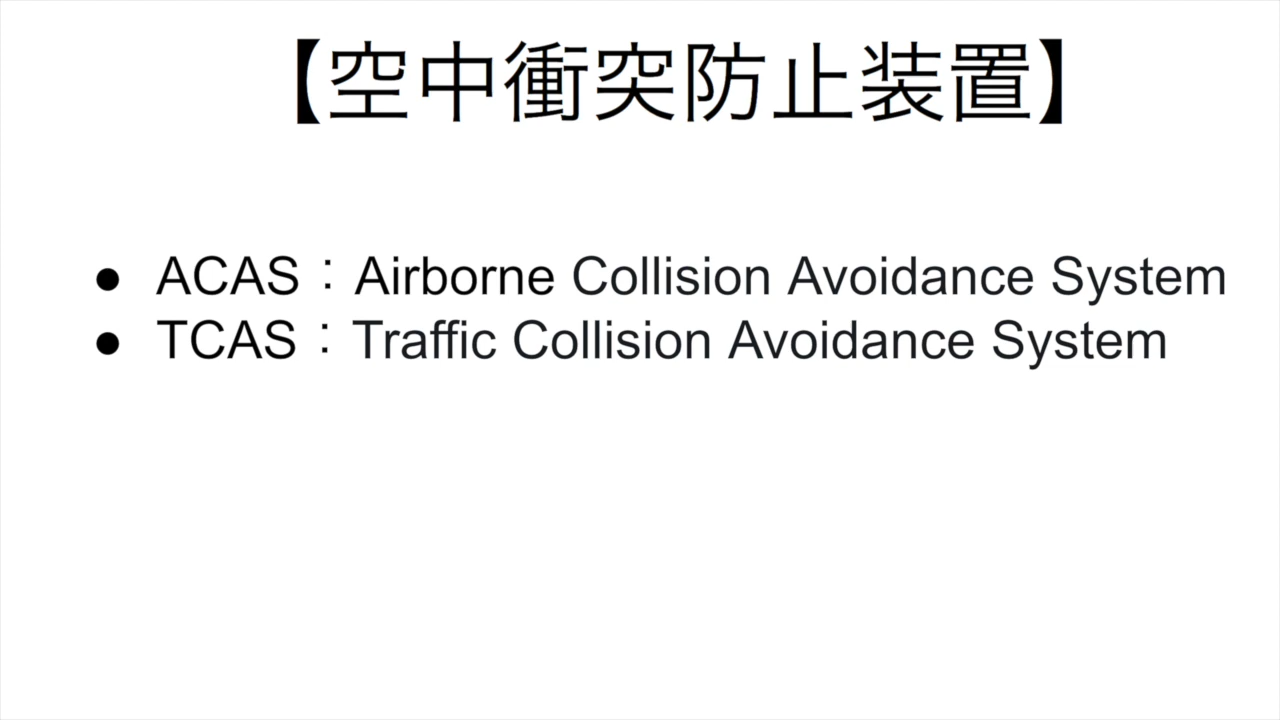 【空中衝突防止装置】
● ACAS：Airborne Collision Avoidance System
● TCAS：Traffic Collision Avoidance System